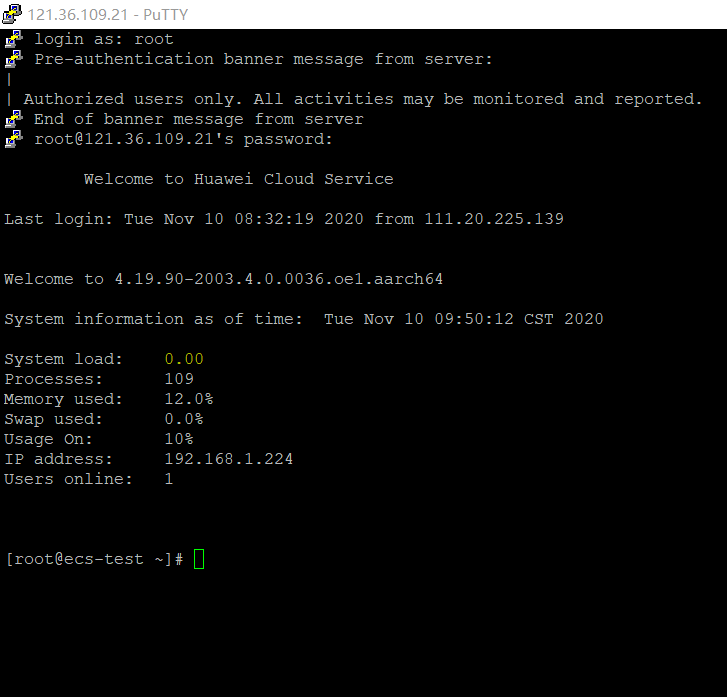 121.36.109.21 - PuTTY
login as: root
Pre-authentication banner message from server:
|
| Authorized users only. All activities may be monitored and reported.
End of banner message from server
root@121.36.109.21's password:
Welcome to Huawei Cloud Service
Last login: Tue Nov 10 08:32:19 2020 from 111.20.225.139
Welcome to 4.19.90-2003.4.0.0036.oe1.aarch64
System information as of time:  Tue Nov 10 09:50:12 CST 2020
System load:    0.00
Processes:      109
Memory used:    12.0%
Swap used:      0.0%
Usage On:       10%
IP address:     192.168.1.224
Users online:   1
[root@ecs-test ~]#